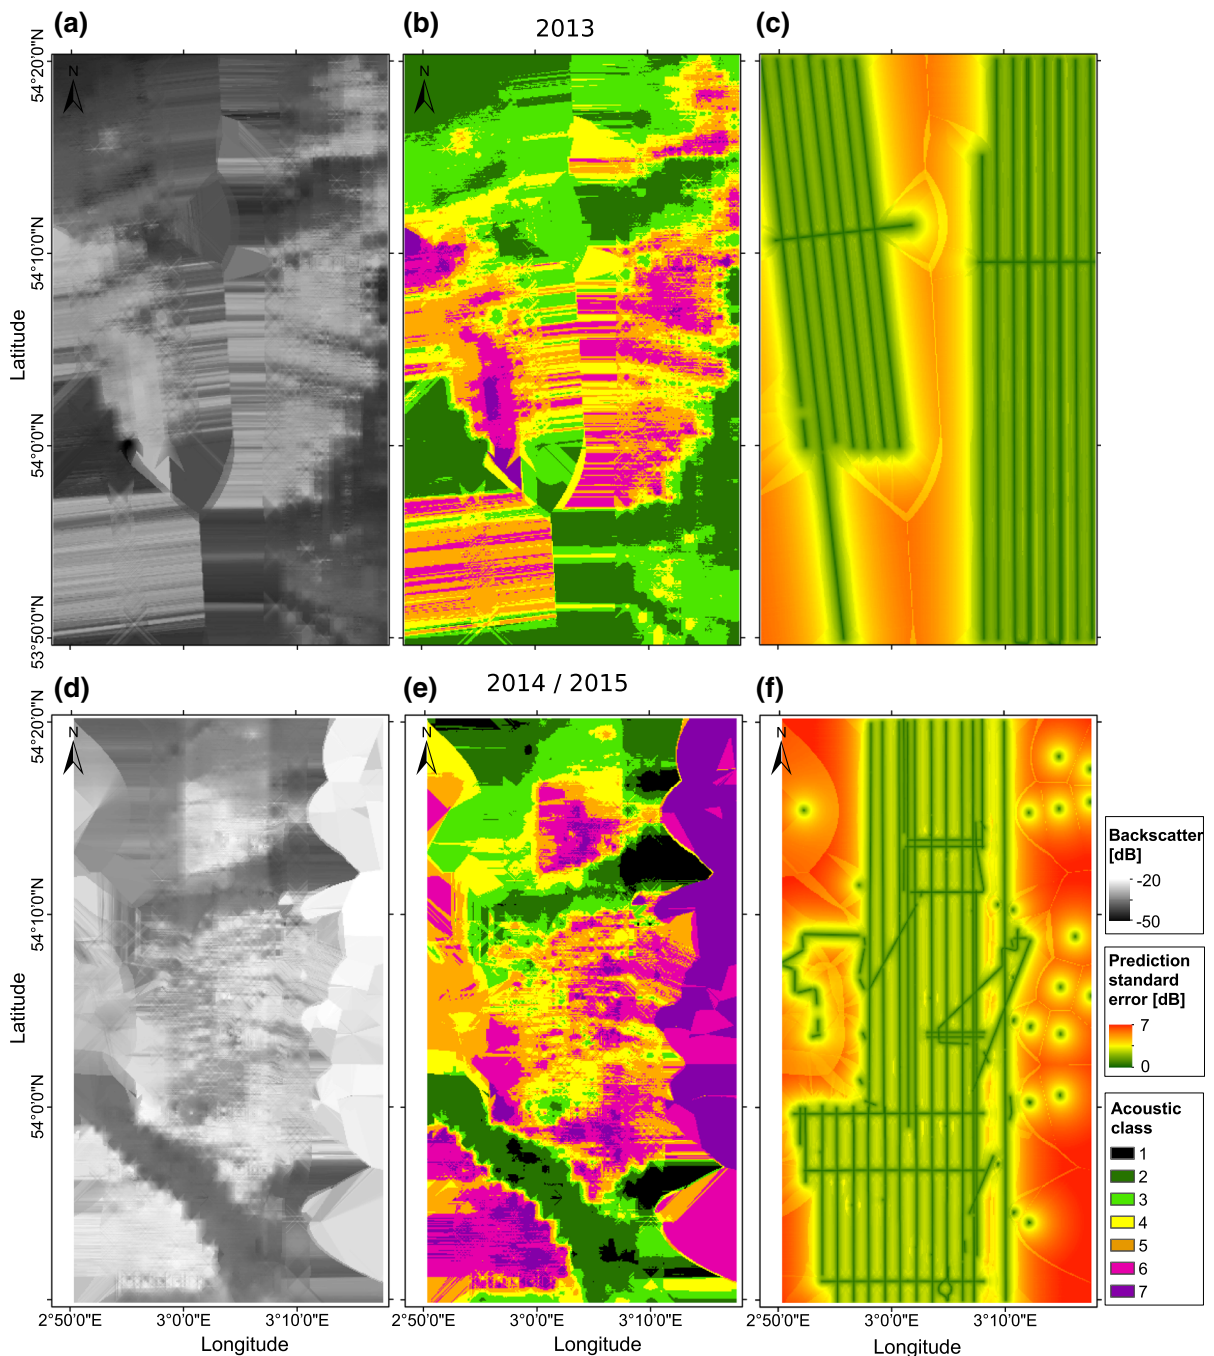 (a)
(b)
2013
(c)
N
N
54°20'0"N
54°10'0"N
54°0'0"N
53°50'0"N
Latitude
(d)
(e)
2014 / 2015
(f)
N
N
N
54°20'0"N
54°10'0"N
54°0'0"N
Latitude
2°50'0"E
3°0'0"E
3°10'0"E
2°50'0"E
3°0'0"E
3°10'0"E
2°50'0"E
3°0'0"E
3°10'0"E
Longitude
Longitude
Longitude
Backscatter
[dB]
-20
-50
Prediction
standard
error [dB]
7
0
Acoustic
class
1
2
3
4
5
6
7